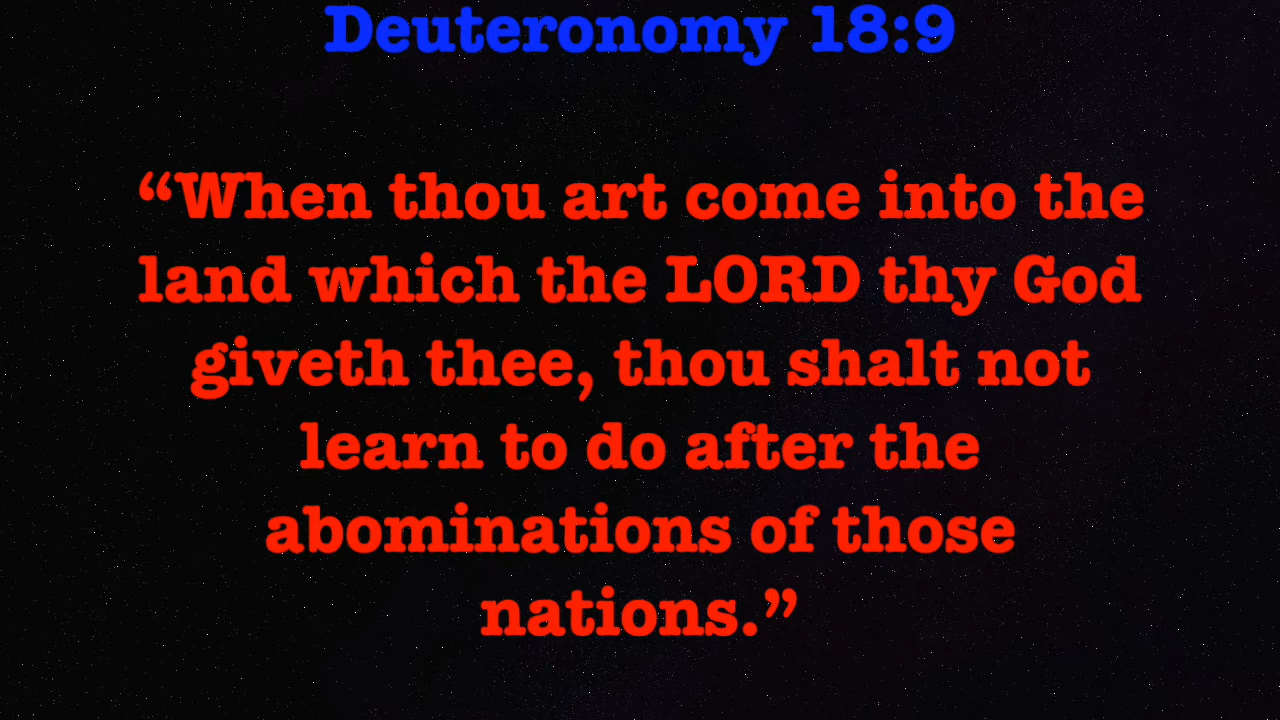 Deuteronomy 18:9
“When thou art come into the
land which the LORD thy God
giveth thee, thou shalt not
learn to do after the
abominations of those
nations.”